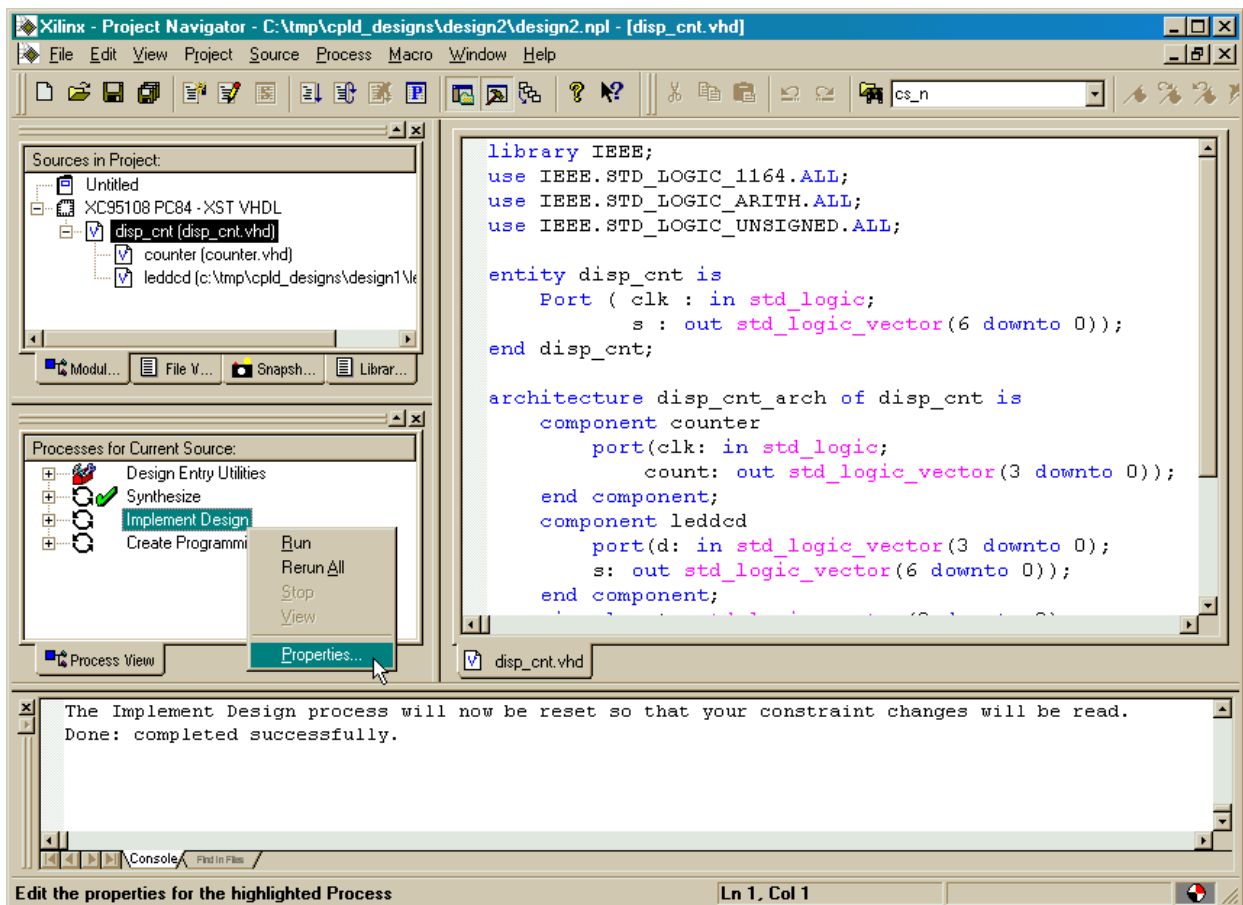 Xilinx - Project Navigator - C:\tmp\cpld_designs\design2\design2.npl - [disp_cnt.vhd]
File Edit View Project Source Process Macro Window Help
cs_n
Sources in Project:
Untitled
XC95108 PC84 - XST VHDL
disp_cnt (disp_cnt.vhd)
counter (counter.vhd)
leddcd (c:\tmp\cpld_designs\design1\le
Modul... File V... Snapsh... Librar...
Processes for Current Source:
Design Entry Utilities
Synthesize
Implement Design
Create Programmi
Run
Rerun All
Stop
View
Properties...
Process View
library IEEE;
use IEEE.STD_LOGIC_1164.ALL;
use IEEE.STD_LOGIC_ARITH.ALL;
use IEEE.STD_LOGIC_UNSIGNED.ALL;
entity disp_cnt is
Port ( clk : in std_logic;
s : out std_logic_vector(6 downto 0));
end disp_cnt;
architecture disp_cnt_arch of disp_cnt is
component counter
port(clk: in std_logic;
count: out std_logic_vector(3 downto 0));
end component;
component leddcd
port(d: in std_logic_vector(3 downto 0);
s: out std_logic_vector(6 downto 0));
end component;
disp_cnt.vhd
The Implement Design process will now be reset so that your constraint changes will be read.
Done: completed successfully.
Console Find in Files
Edit the properties for the highlighted Process Ln 1, Col 1